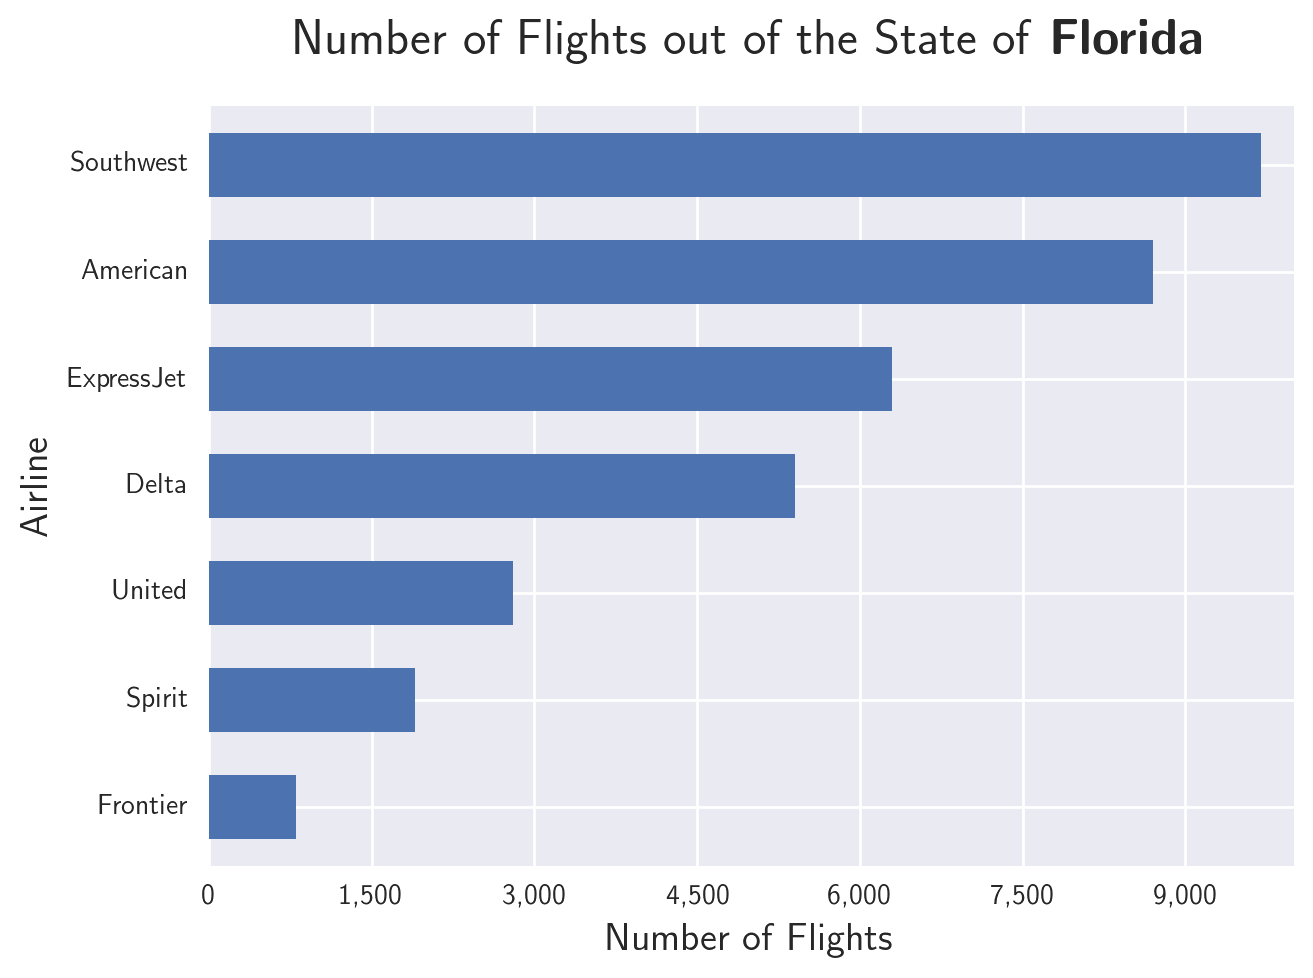 Number of Flights out of the State of Florida
Southwest
American
ExpressJet
Delta
United
Spirit
Frontier
Airline
0 1,500 3,000 4,500 6,000 7,500 9,000
Number of Flights